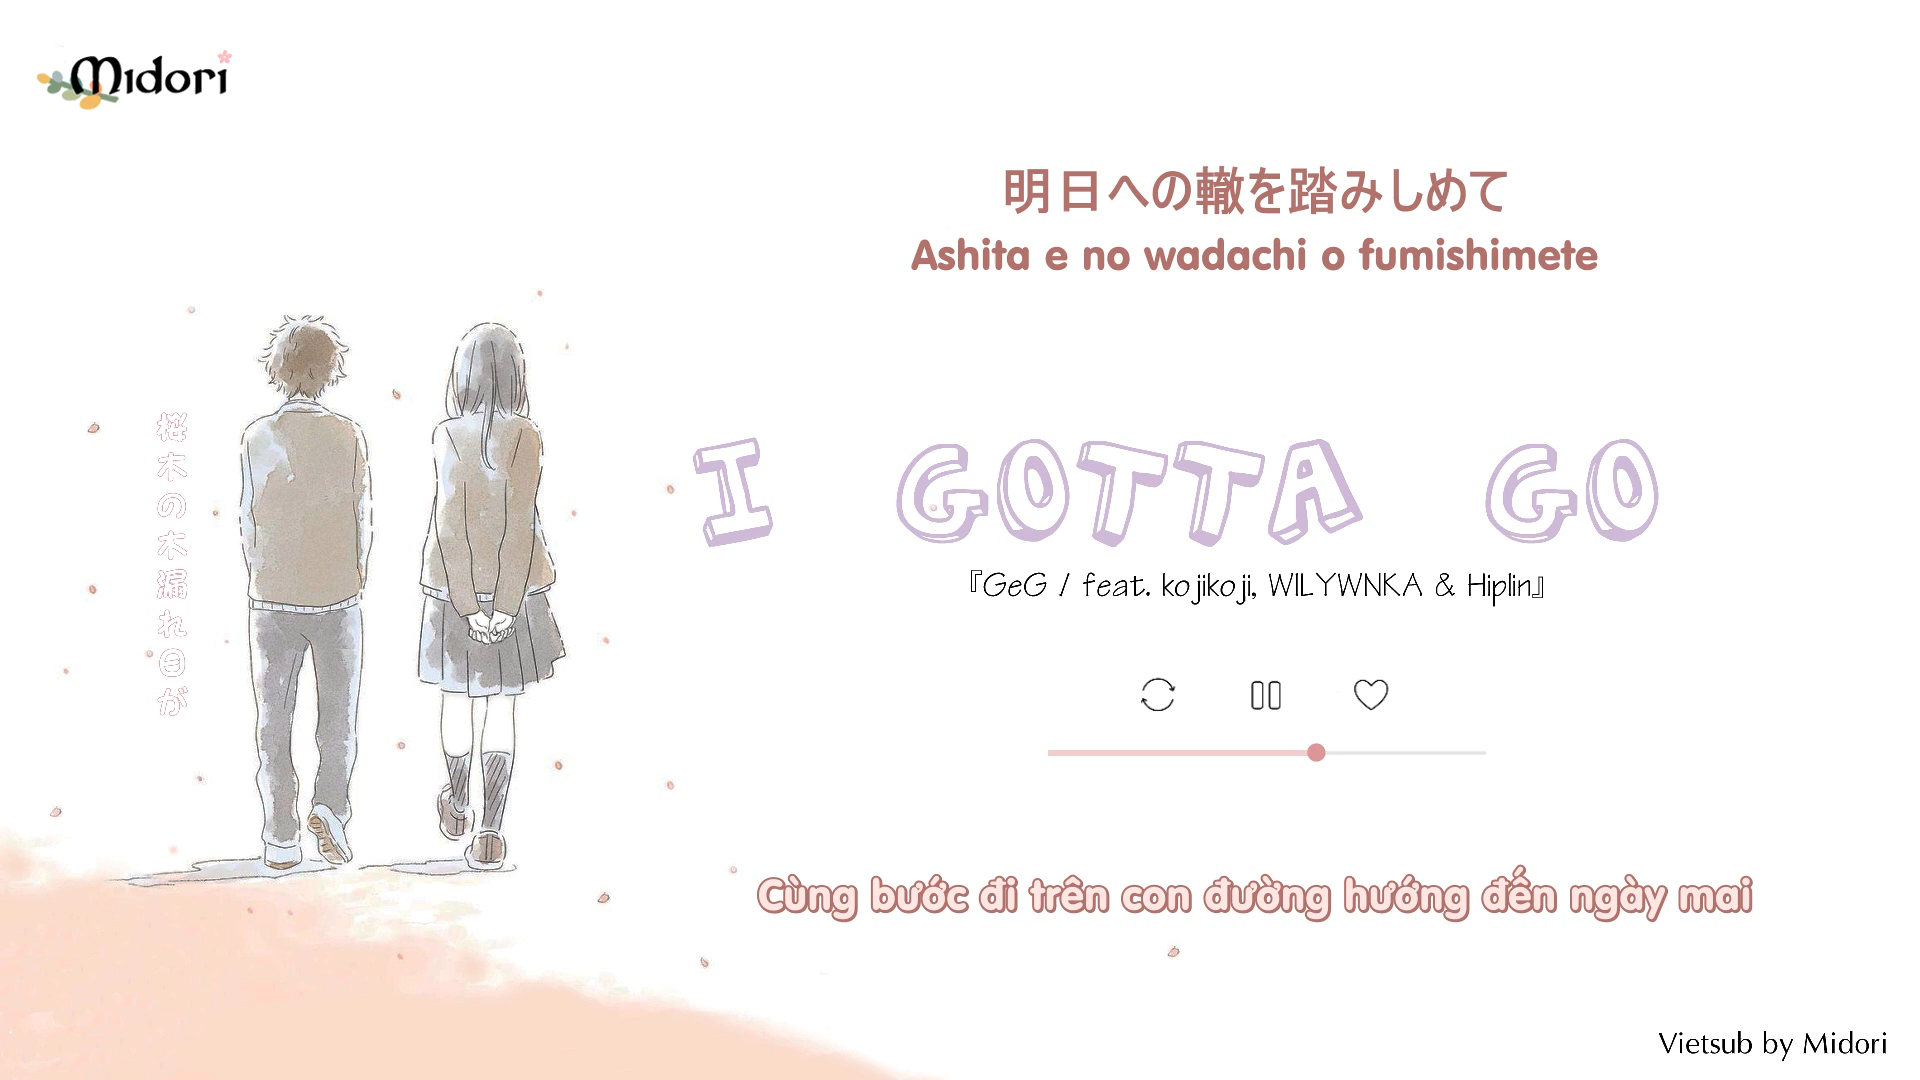 Midori
明日への轍を踏みしめて
Ashita e no wadachi o fumishimete
桜木の木漏れ日が
I GOTTA GO
『GeG / feat. kojikoji, WILYWNKA & Hiplin』
Cùng bước đi trên con đường hướng đến ngày mai
Vietsub by Midori